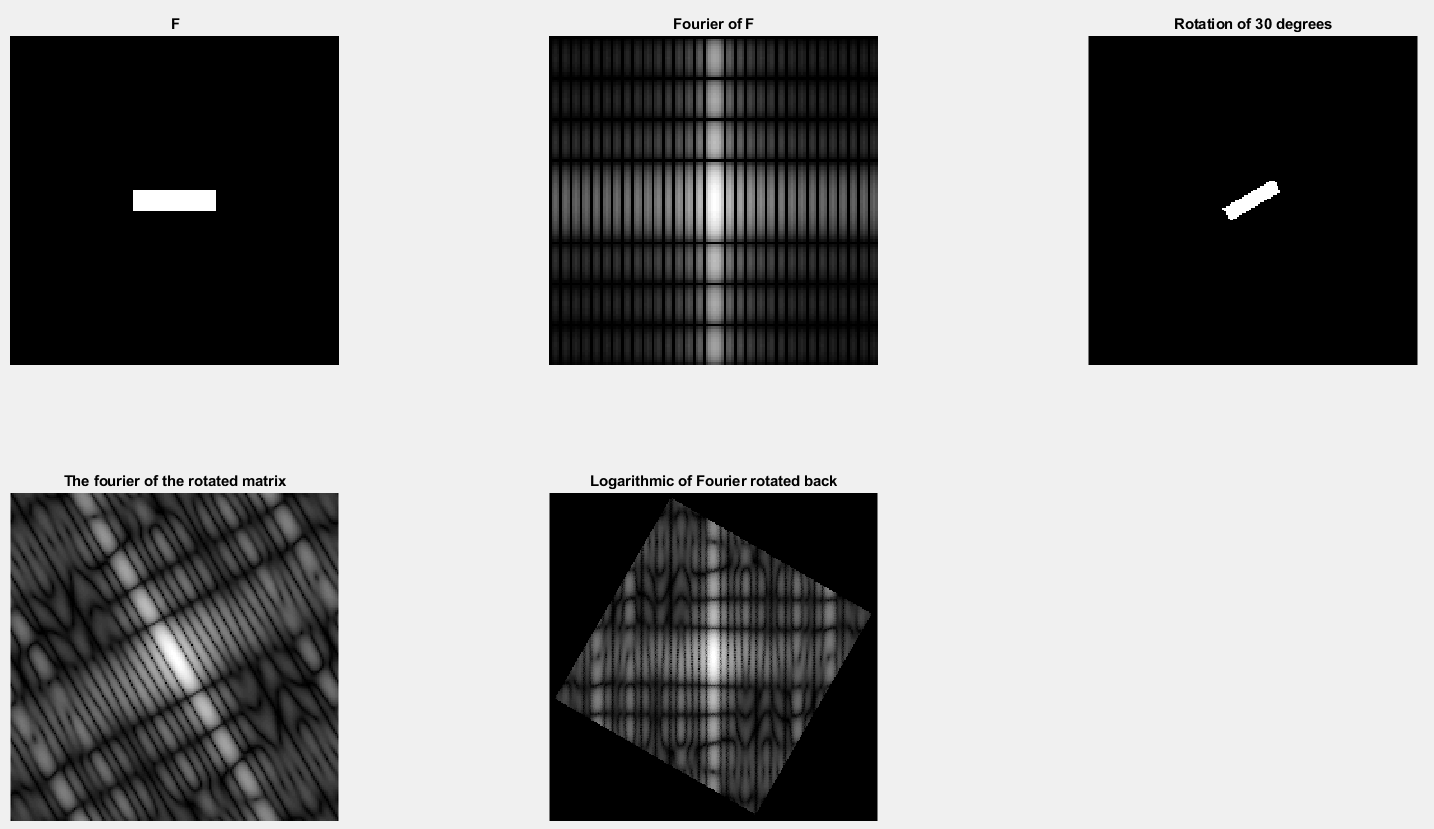 F
Fourier of F
Rotation of 30 degrees
The fourier of the rotated matrix
Logarithmic of Fourier rotated back